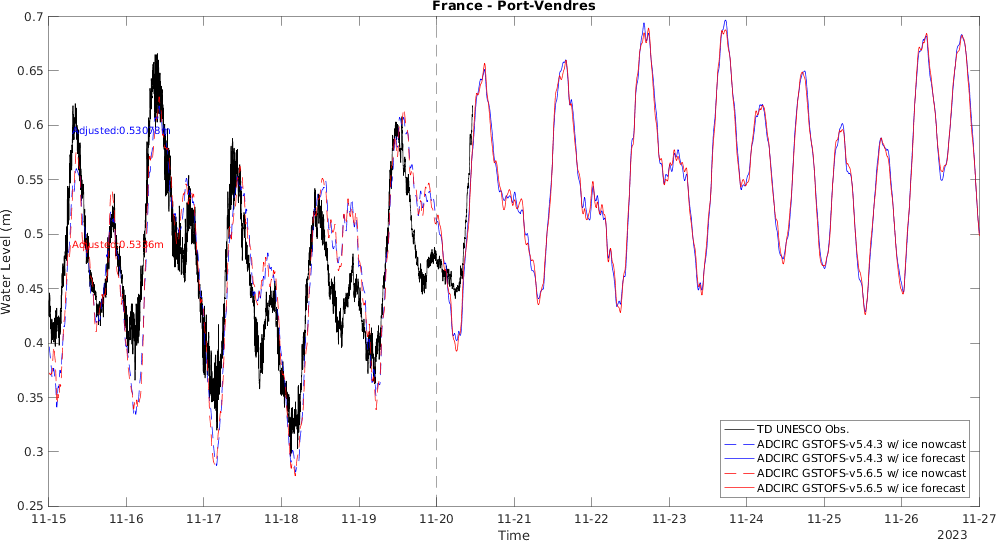 France - Port-Vendres
0.7
0.65
0.6
0.55
0.5
0.45
0.4
0.35
0.3
0.25
Water Level (m)
Adjusted:0.53078m
Adjusted:0.5396m
TD UNESCO Obs.
ADCIRC GSTOFS-v5.4.3 w/ ice nowcast
ADCIRC GSTOFS-v5.4.3 w/ ice forecast
ADCIRC GSTOFS-v5.6.5 w/ ice nowcast
ADCIRC GSTOFS-v5.6.5 w/ ice forecast
11-15 11-16 11-17 11-18 11-19 11-20 11-21 11-22 11-23 11-24 11-25 11-26 11-27
Time
2023